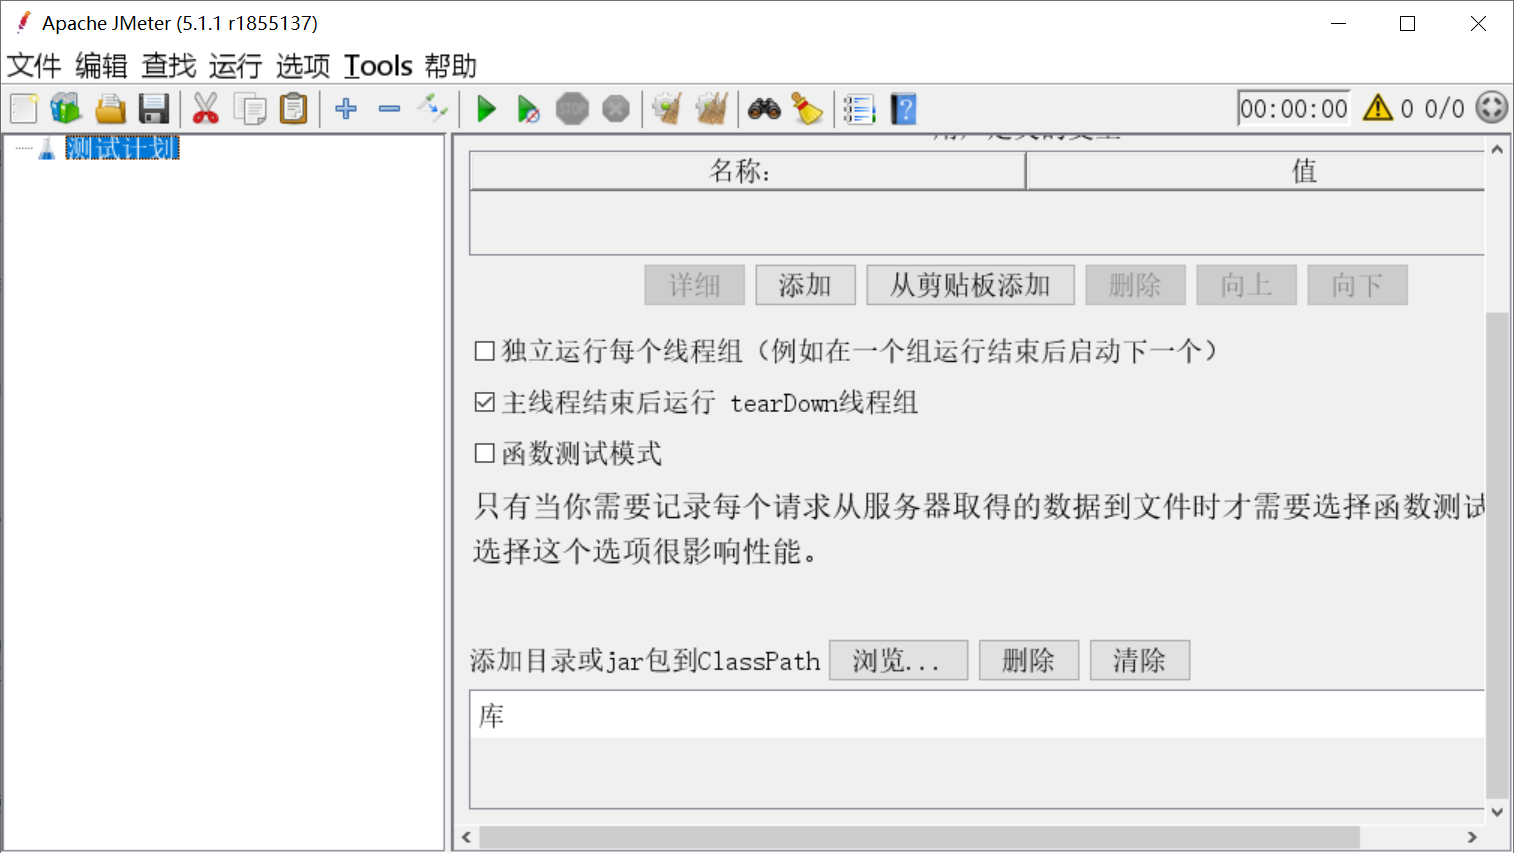 Apache JMeter (5.1.1 r1855137)
文件 编辑 查找 运行 选项 Tools 帮助
STOP
00:00:00 0 0/0
测试计划
名称: 值
详细 添加 从剪贴板添加 删除 向上 向下
独立运行每个线程组（例如在一个组运行结束后启动下一个）
主线程结束后运行 tearDown线程组
函数测试模式
只有当你需要记录每个请求从服务器取得的数据到文件时才需要选择函数测试
选择这个选项很影响性能。
添加目录或jar包到ClassPath 浏览... 删除 清除
库